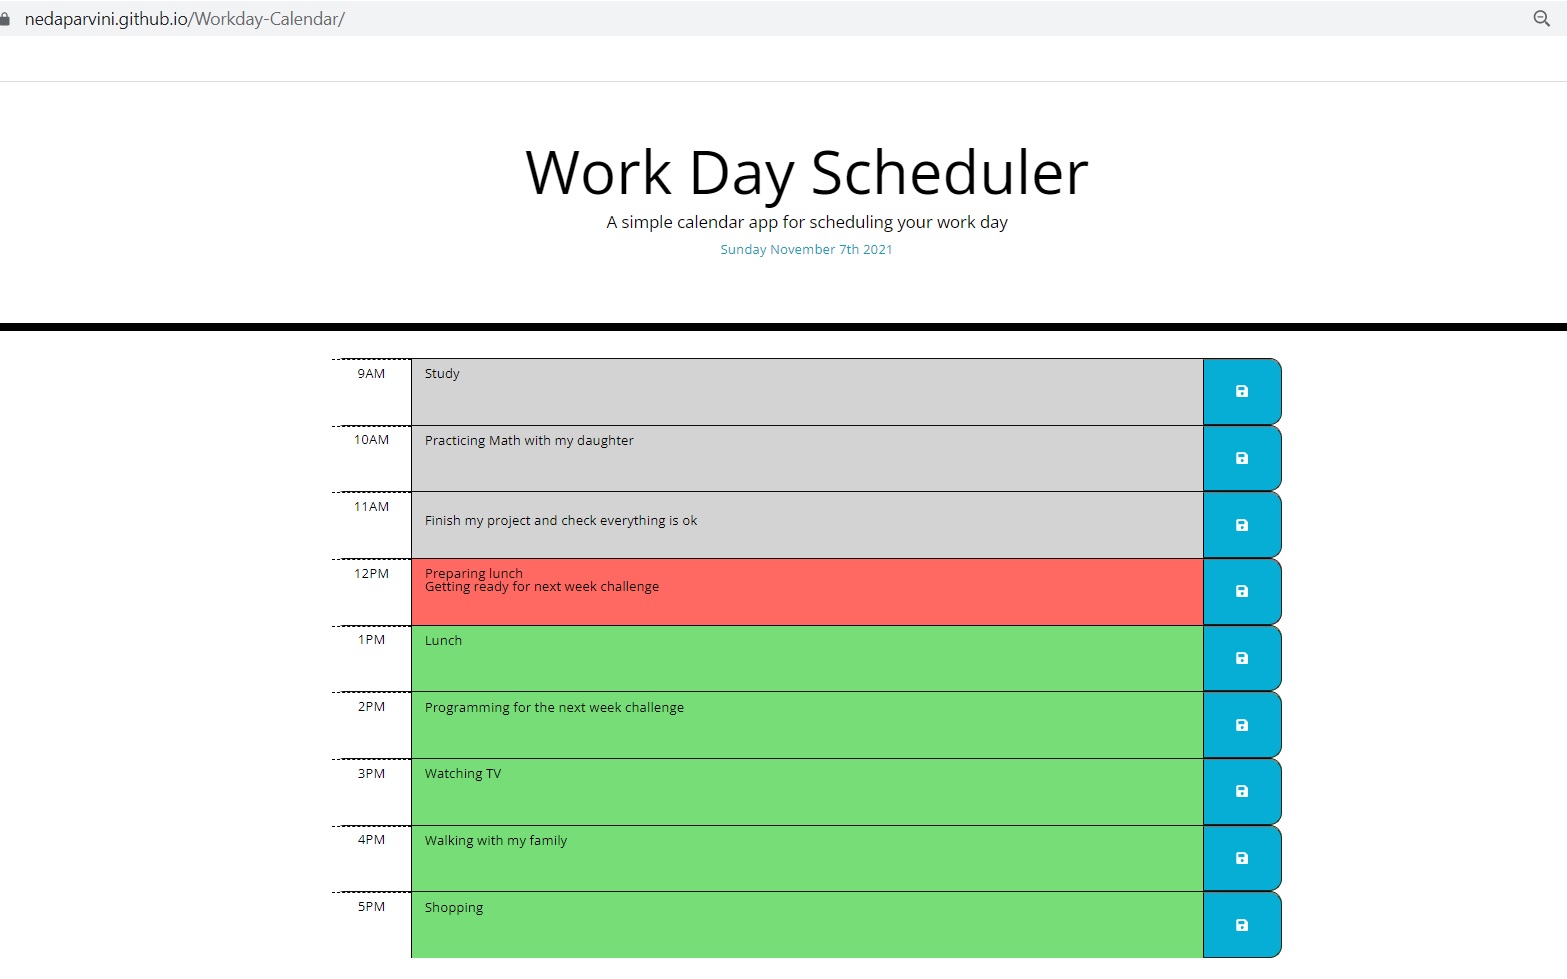 nedaparvini.github.io/Workday-Calendar/
Work Day Scheduler
A simple calendar app for scheduling your work day
Sunday November 7th 2021
9AM Study
10AM Practicing Math with my daughter
11AM Finish my project and check everything is ok
12PM Preparing lunch
Getting ready for next week challenge
1PM Lunch
2PM Programming for the next week challenge
3PM Watching TV
4PM Walking with my family
5PM Shopping